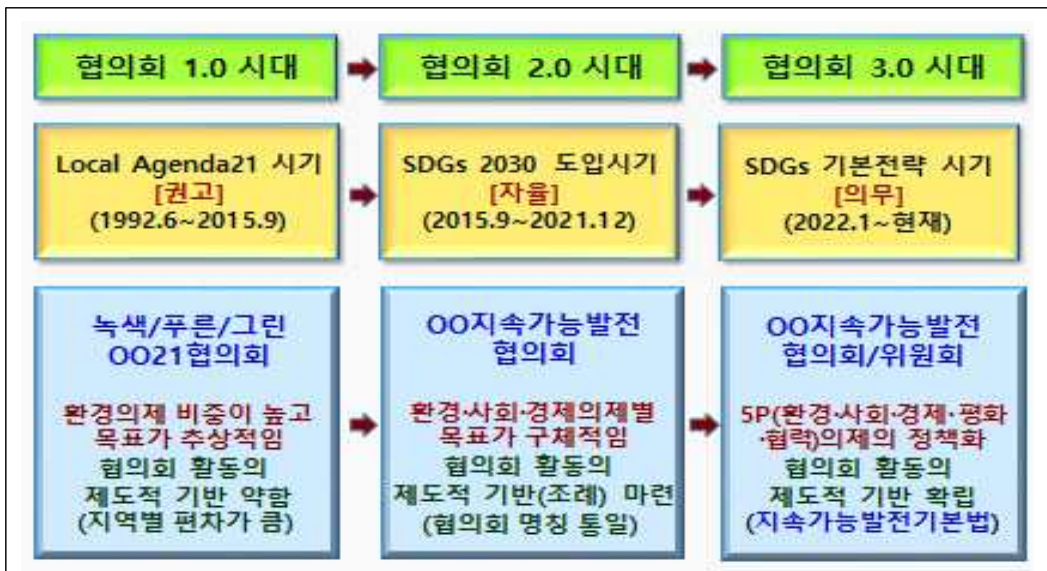 협의회 1.0 시대
협의회 2.0 시대
협의회 3.0 시대
Local Agenda21 시기
[권고]
(1992.6~2015.9)
SDGs 2030 도입시기
[자율]
(2015.9~2021.12)
SDGs 기본전략 시기
[의무]
(2022.1~현재)
녹색/푸른/그린
OO21협의회
환경의제 비중이 높고
목표가 추상적임
협의회 활동의
제도적 기반 약함
(지역별 편차가 큼)
OO지속가능발전
협의회
환경·사회·경제의제별
목표가 구체적임
협의회 활동의
제도적 기반(조례) 마련
(협의회 명칭 통일)
OO지속가능발전
협의회/위원회
5P(환경·사회·경제·평화
·협력)의제의 정책화
협의회 활동의
제도적 기반 확립
(지속가능발전기본법)